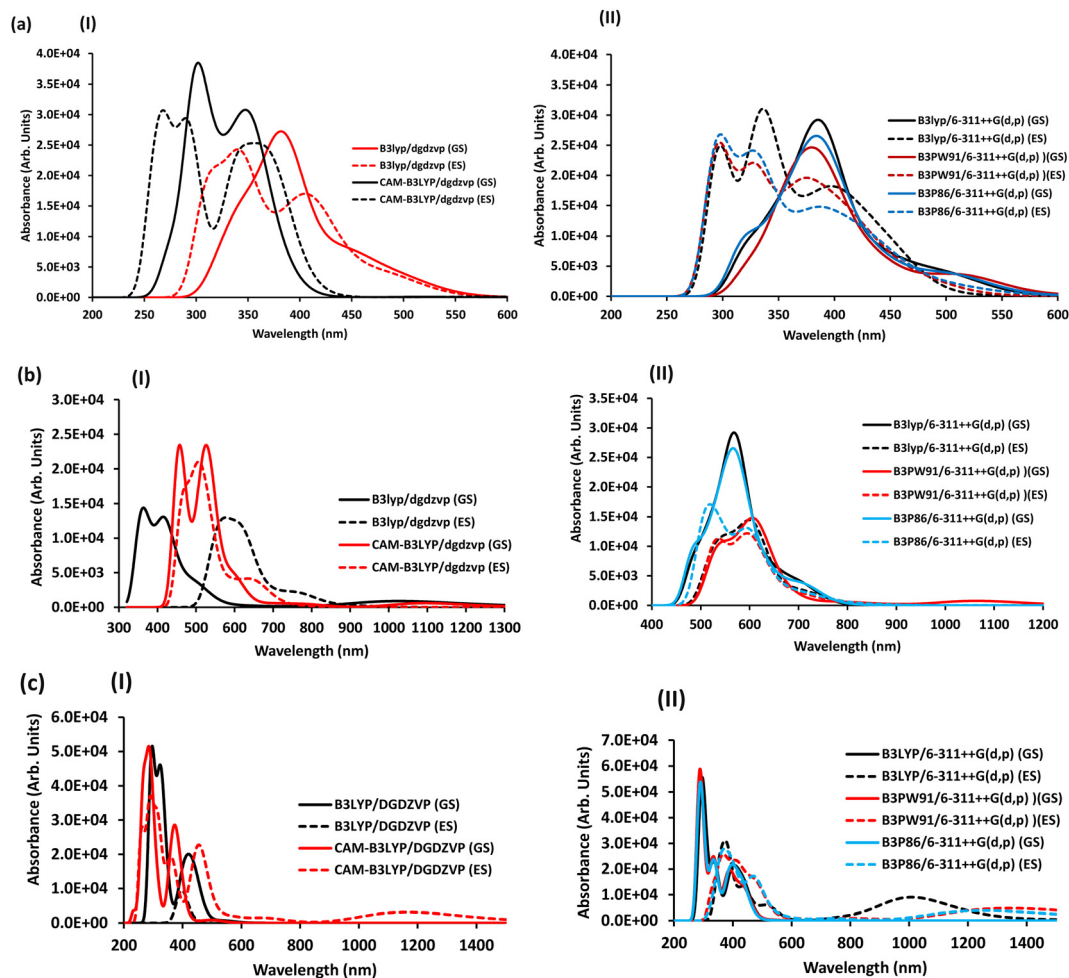 (a)
(I)
Absorbance (Arb. Units)
4.0E+04
3.5E+04
3.0E+04
2.5E+04
2.0E+04
1.5E+04
1.0E+04
5.0E+03
0.0E+00
200 250 300 350 400 450 500 550 600
Wavelength (nm)
B3lyp/dgdzvp (GS)
B3lyp/dgdzvp (ES)
CAM-B3LYP/dgdzvp (GS)
CAM-B3LYP/dgdzvp (ES)
(II)
Absorbance (Arb. Units)
4.0E+04
3.5E+04
3.0E+04
2.5E+04
2.0E+04
1.5E+04
1.0E+04
5.0E+03
0.0E+00
200 250 300 350 400 450 500 550 600
Wavelength (nm)
B3lyp/6-311++G(d,p) (GS)
B3lyp/6-311++G(d,p) (ES)
B3PW91/6-311++G(d,p) )(GS)
B3PW91/6-311++G(d,p) )(ES)
B3P86/6-311++G(d,p) (GS)
B3P86/6-311++G(d,p) (ES)
(b)
(I)
Absorbance (Arb. Units)
3.0E+04
2.5E+04
2.0E+04
1.5E+04
1.0E+04
5.0E+03
0.0E+00
300 400 500 600 700 800 900 1000 1100 1200 1300
Wavelength (nm)
B3lyp/dgdzvp (GS)
B3lyp/dgdzvp (ES)
CAM-B3LYP/dgdzvp (GS)
CAM-B3LYP/dgdzvp (ES)
(II)
Absorbance (Arb. Units)
3.5E+04
3.0E+04
2.5E+04
2.0E+04
1.5E+04
1.0E+04
5.0E+03
0.0E+00
400 500 600 700 800 900 1000 1100 1200
Wavelength (nm)
B3lyp/6-311++G(d,p) (GS)
B3lyp/6-311++G(d,p) (ES)
B3PW91/6-311++G(d,p) )(GS)
B3PW91/6-311++G(d,p) )(ES)
B3P86/6-311++G(d,p) (GS)
B3P86/6-311++G(d,p) (ES)
(c)
(I)
Absorbance (Arb. Units)
6.0E+04
5.0E+04
4.0E+04
3.0E+04
2.0E+04
1.0E+04
0.0E+00
200 400 600 800 1000 1200 1400
Wavelength (nm)
B3LYP/DGDZVP (GS)
B3LYP/DGDZVP (ES)
CAM-B3LYP/DGDZVP (GS)
CAM-B3LYP/DGDZVP (ES)
(II)
Absorbance (Arb. Units)
7.0E+04
6.0E+04
5.0E+04
4.0E+04
3.0E+04
2.0E+04
1.0E+04
0.0E+00
200 400 600 800 1000 1200 1400
Wavelength (nm)
B3LYP/6-311++G(d,p) (GS)
B3LYP/6-311++G(d,p) (ES)
B3PW91/6-311++G(d,p) )(GS)
B3PW91/6-311++G(d,p) )(ES)
B3P86/6-311++G(d,p) (GS)
B3P86/6-311++G(d,p) (ES)